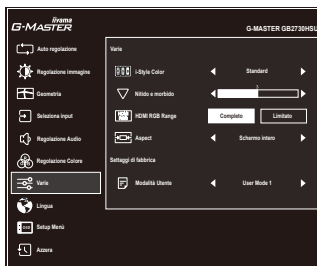 iiyama
G-MASTER
G-MASTER GB2730HSU
Auto regolazione
Regolazione Immagine
Geometria
Seleziona input
Regolazione Audio
Regolazione Colore
Varie
Lingua
Setup Menù
Azzera
Varie
i-Style Color
Standard
Nitido e morbido
3
HDMI RGB Range
Completo
Limitato
Aspect
Schermo intero
Settaggi di fabbrica
Modalità Utente
User Mode 1